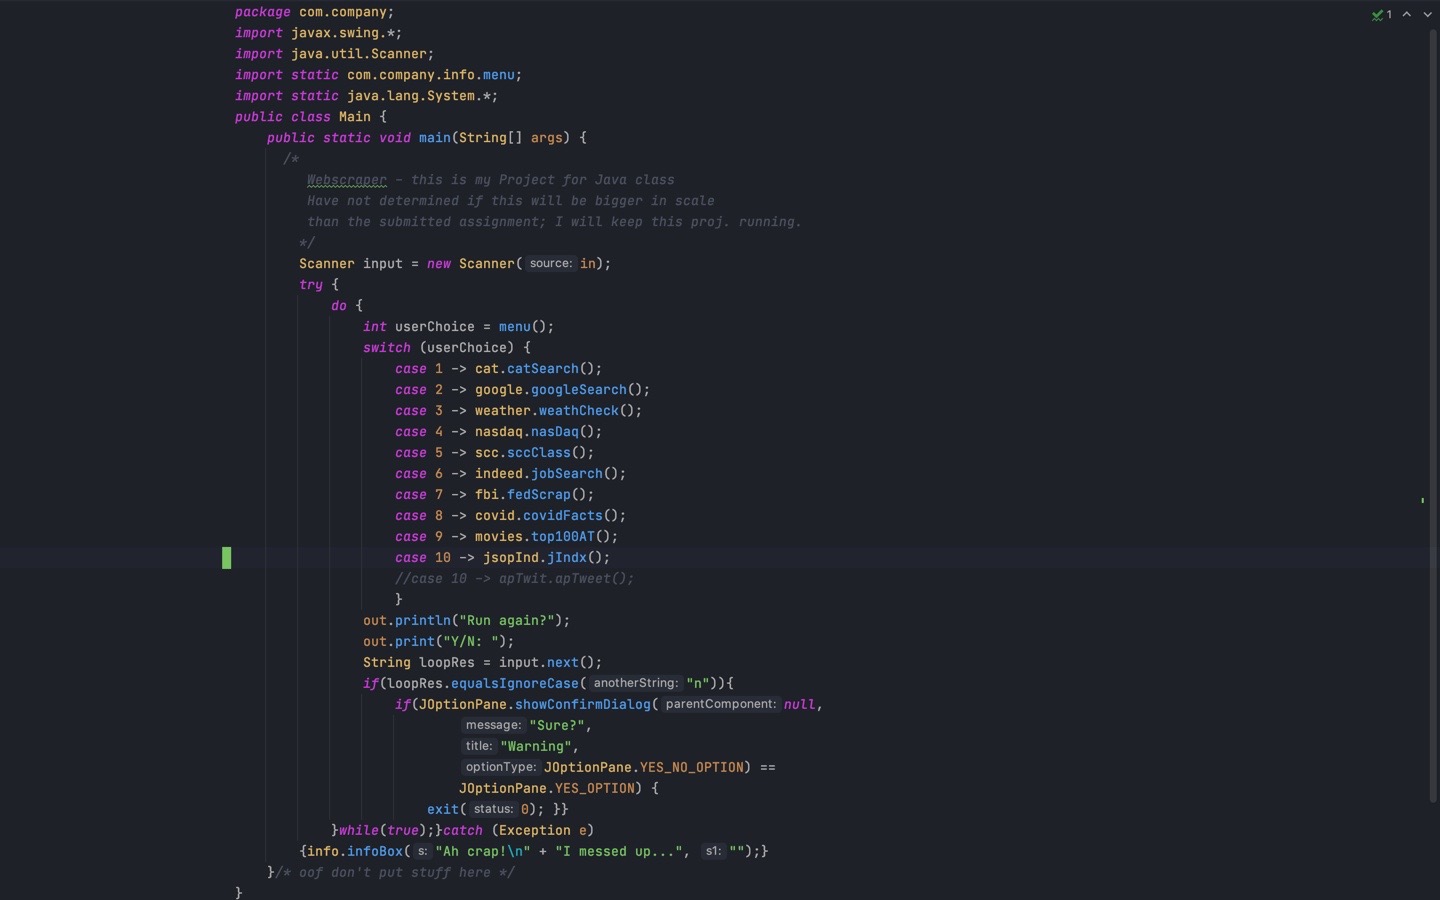 package com.company;
import javax.swing.*;
import java.util.Scanner;
import static com.company.info.menu;
import static java.lang.System.*;
public class Main {
    public static void main(String[] args) {
      /*
         Webscraper - this is my Project for Java class
         Have not determined if this will be bigger in scale
         than the submitted assignment; I will keep this proj. running.
        */
        Scanner input = new Scanner( source: in);
        try {
            do {
                int userChoice = menu();
                switch (userChoice) {
                    case 1 -> cat.catSearch();
                    case 2 -> google.googleSearch();
                    case 3 -> weather.weathCheck();
                    case 4 -> nasdaq.nasDaq();
                    case 5 -> scc.sccClass();
                    case 6 -> indeed.jobSearch();
                    case 7 -> fbi.fedScrap();
                    case 8 -> covid.covidFacts();
                    case 9 -> movies.top100AT();
                    case 10 -> jsopInd.jIndx();
                    //case 10 -> apTwit.apTweet();
                    }
                out.println("Run again?");
                out.print("Y/N: ");
                String loopRes = input.next();
                if(loopRes.equalsIgnoreCase( anotherString: "n")){
                    if(JOptionPane.showConfirmDialog( parentComponent: null,
                            message: "Sure?",
                            title: "Warning",
                            optionType: JOptionPane.YES_NO_OPTION) ==
                            JOptionPane.YES_OPTION) {
                        exit( status: 0); }}
            }while(true);}catch (Exception e)
        {info.infoBox( s: "Ah crap!\n" + "I messed up...", s1: "");}
    }/* oof don't put stuff here */
}
1